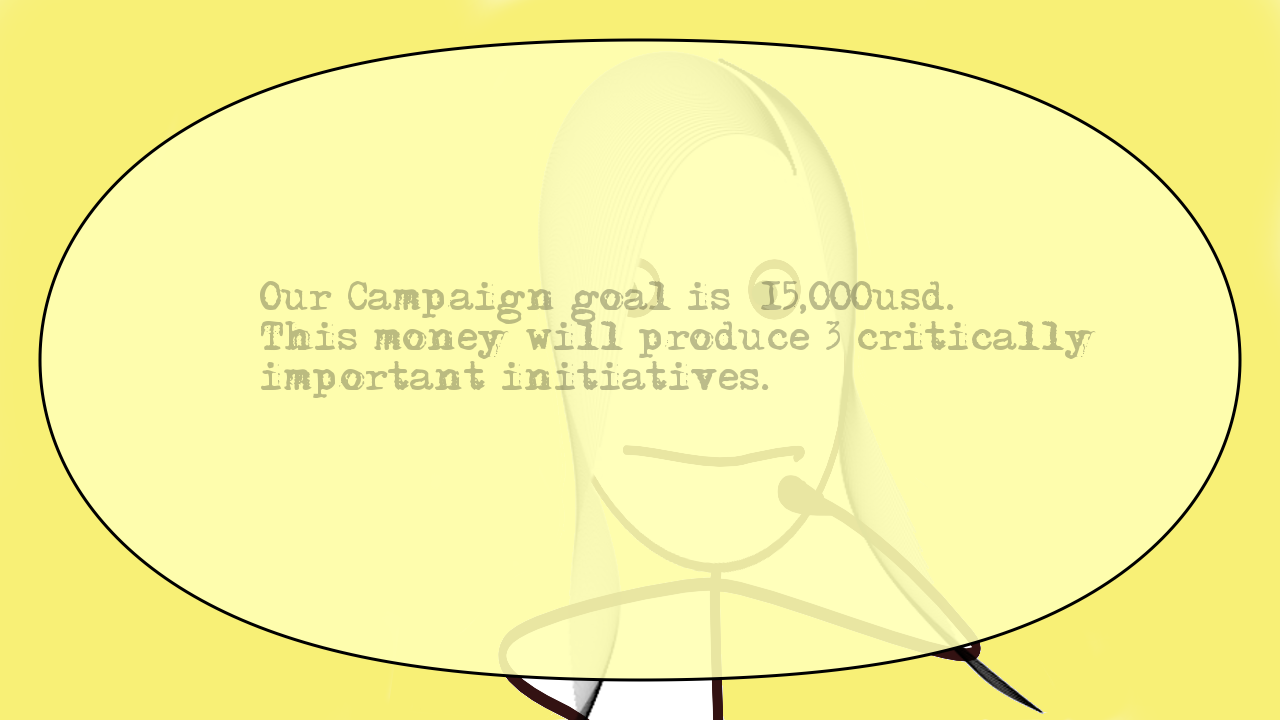 Our Campaign goal is 15,000usd.
This money will produce 3 critically
important initiatives.